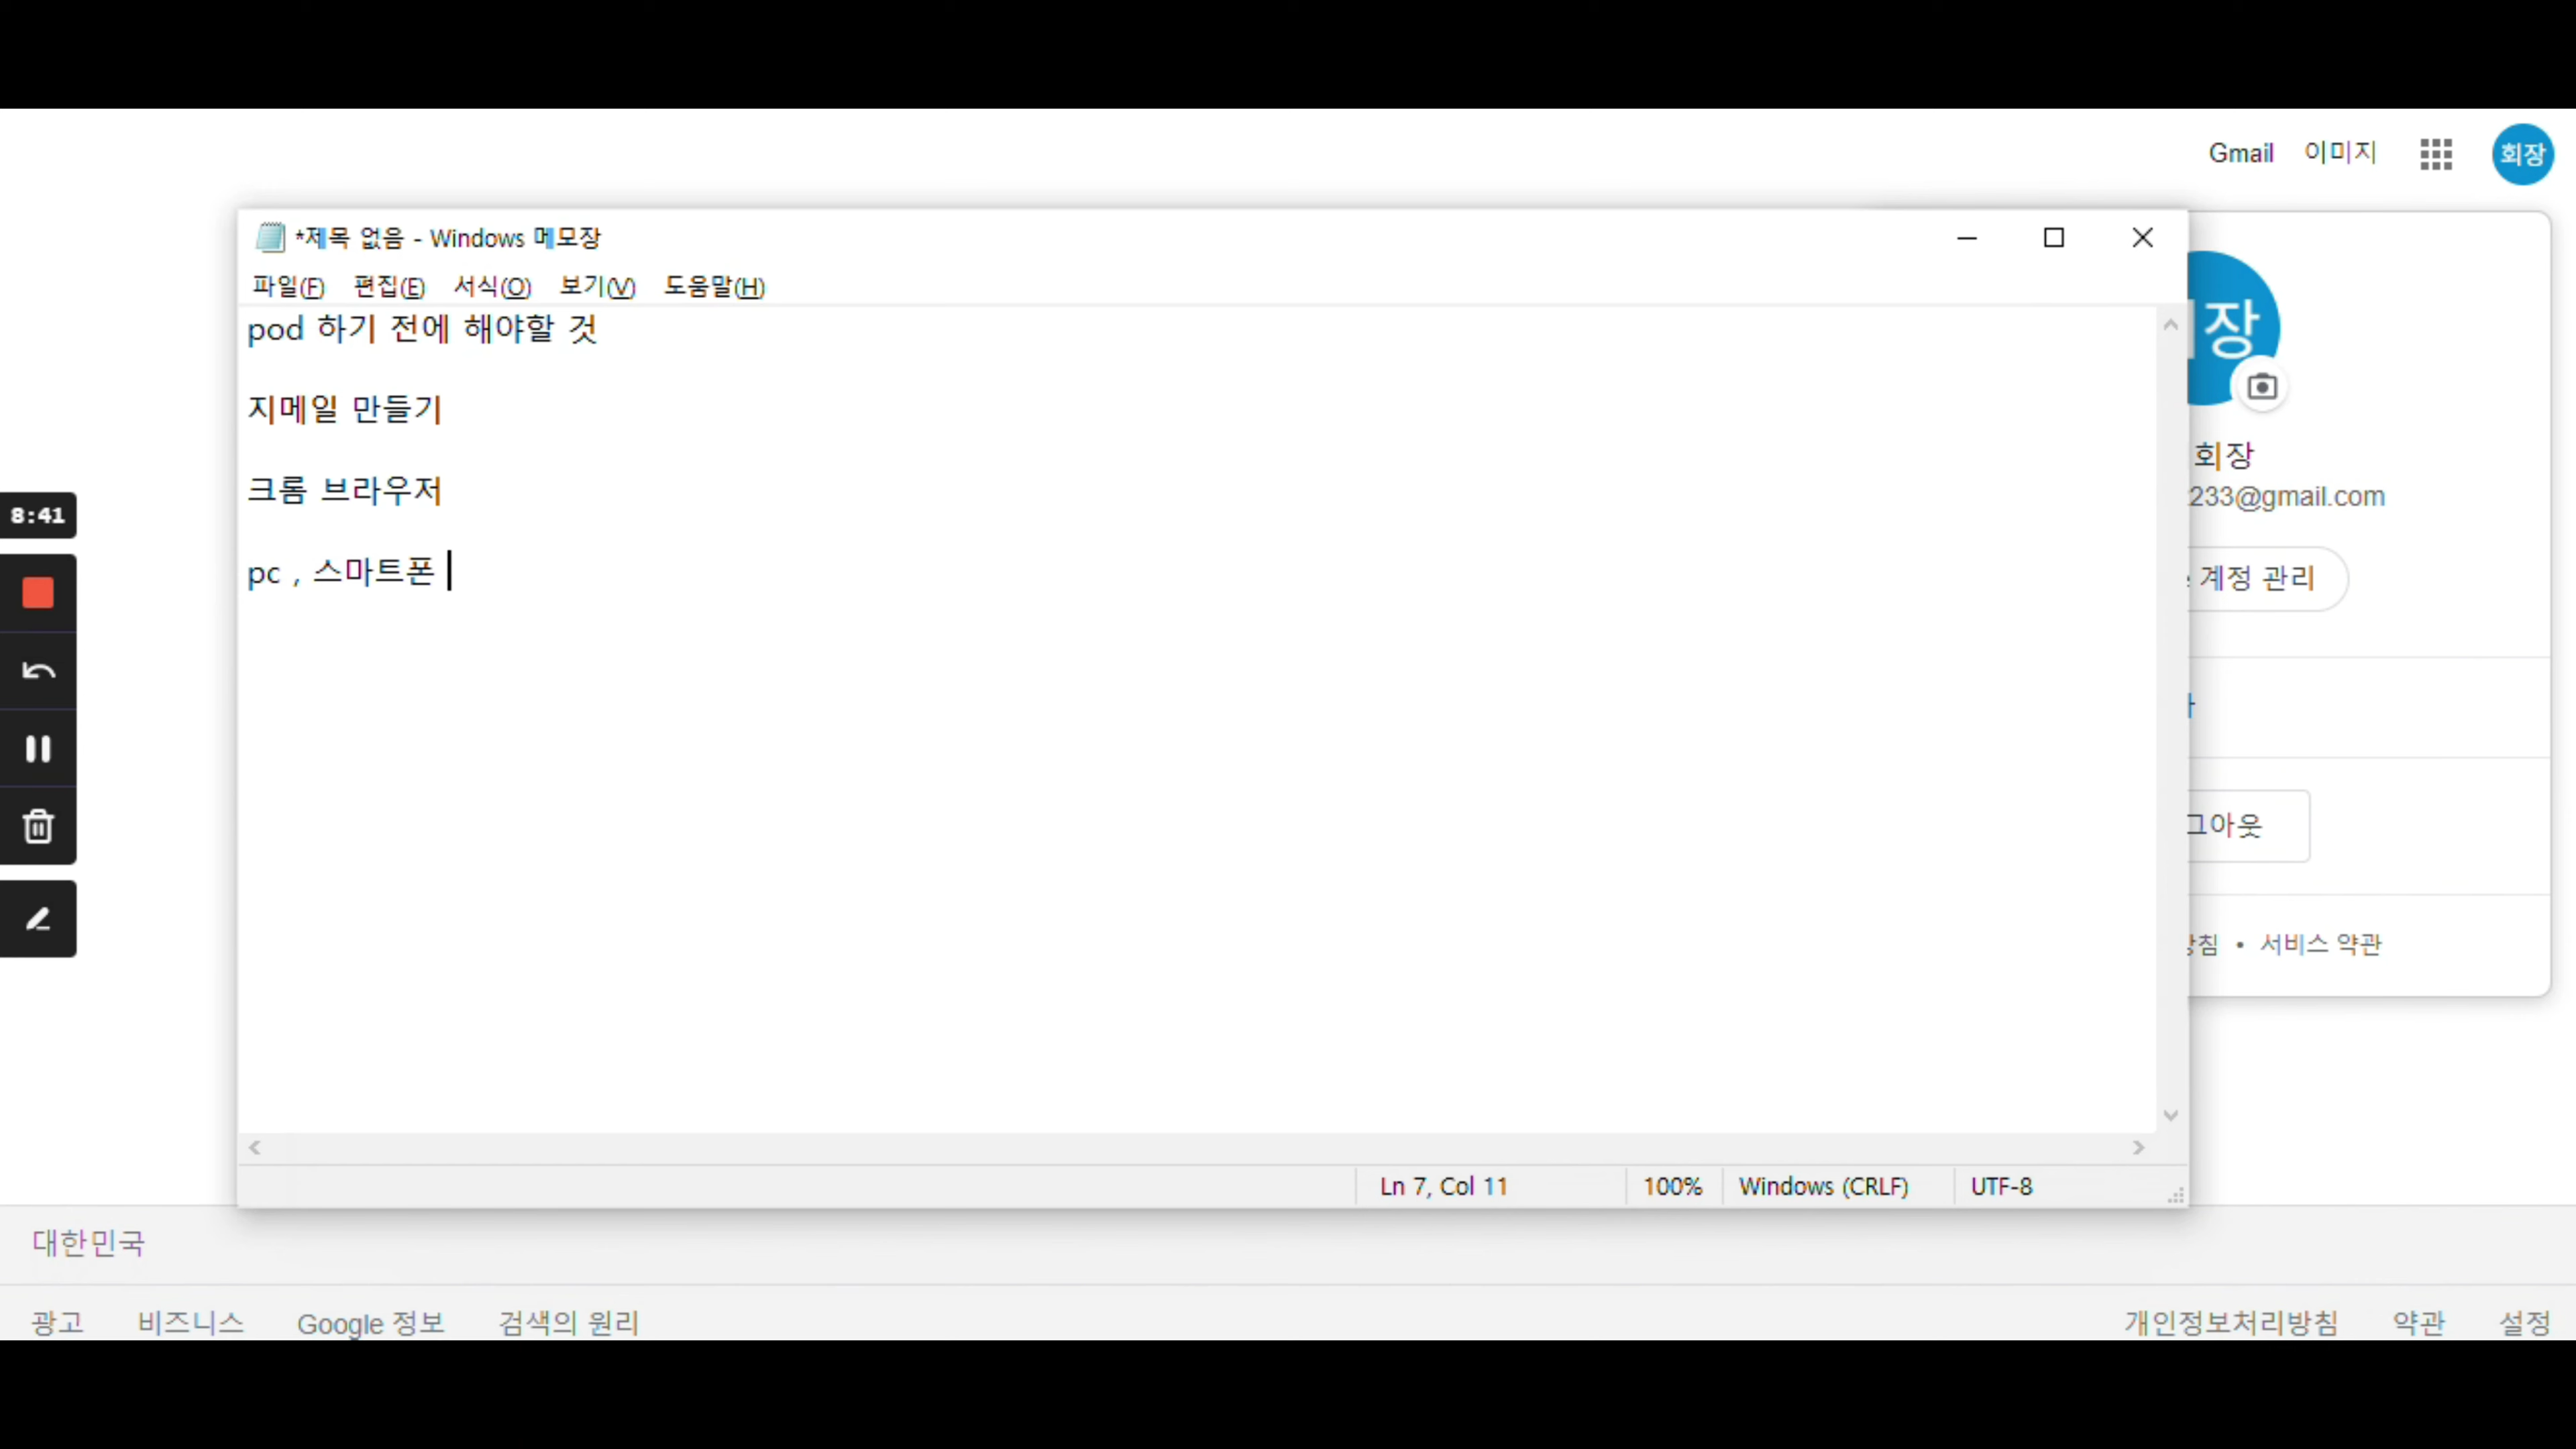 Gmail 이미지 회장
*제목 없음 - Windows 메모장
파일(F) 편집(E) 서식(O) 보기(V) 도움말(H)
pod 하기 전에 해야할 것
지메일 만들기
크롬 브라우저
pc , 스마트폰
8:41
장
회장
233@gmail.com
계정 관리
그아웃
서비스 약관
Ln 7, Col 11 100% Windows (CRLF) UTF-8
대한민국
광고 비즈니스 Google 정보 검색의 원리 개인정보처리방침 약관 설정